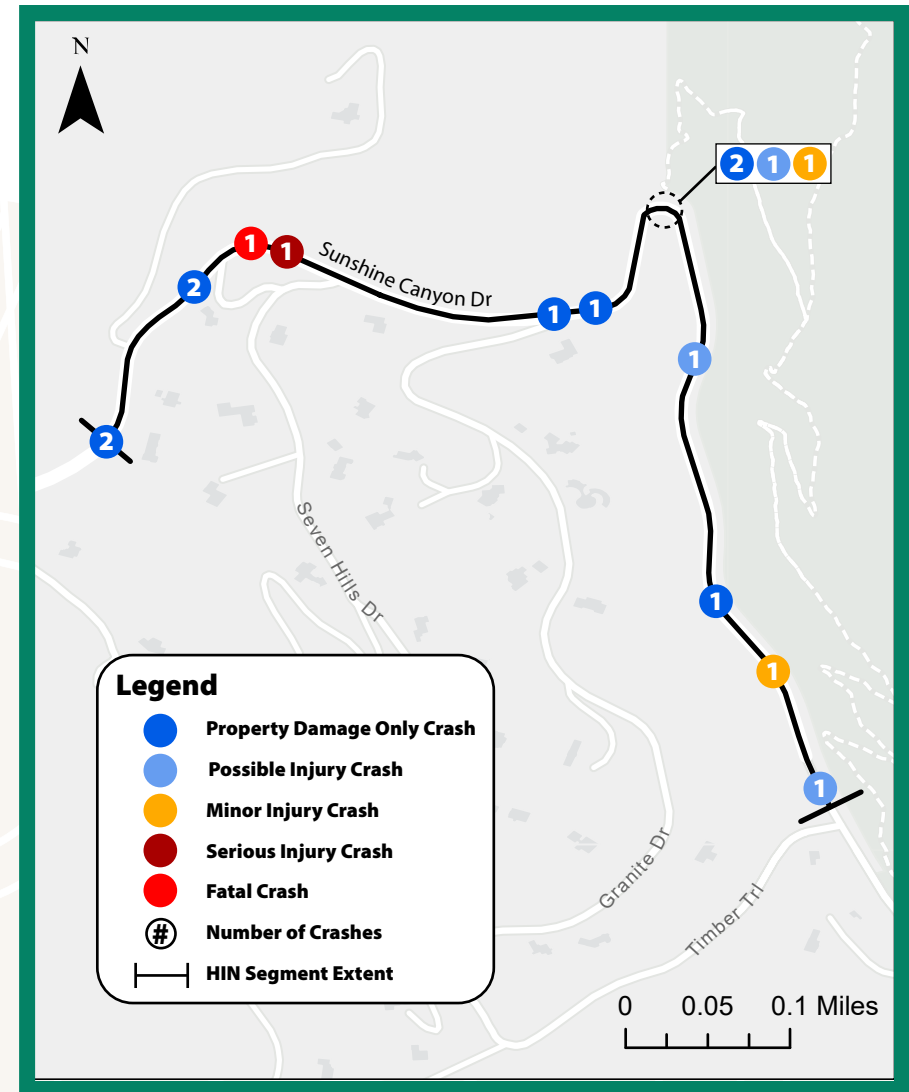 N
2 1 1
1
1
Sunshine Canyon Dr
2
1
1
1
2
Seven Hills Dr
1
1
1
Legend
Property Damage Only Crash
Possible Injury Crash
Minor Injury Crash
Serious Injury Crash
Fatal Crash
# Number of Crashes
HIN Segment Extent
Granite Dr
Timber Trl
0 0.05 0.1 Miles